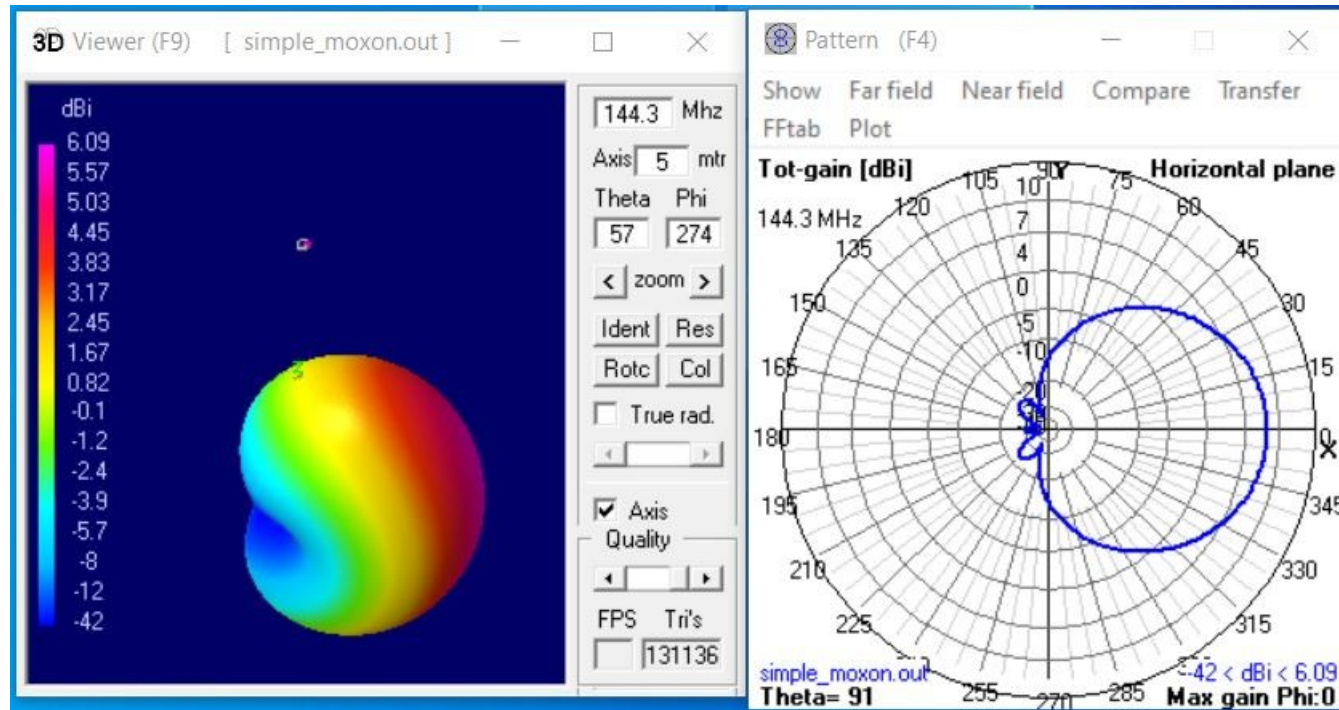 3D Viewer (F9) [ simple_moxon.out ]
dBi
6.09
5.57
5.03
4.45
3.83
3.17
2.45
1.67
0.82
-0.1
-1.2
-2.4
-3.9
-5.7
-8
-12
-42
144.3 Mhz
Axis 5 mtr
Theta Phi
57 274
< zoom >
Ident Res
Rotc Col
True rad.
Axis
Quality
FPS Tri's
131136
Pattern (F4)
Show Far field Near field Compare Transfer
FFtab Plot
Tot-gain [dBi]
Horizontal plane
144.3 MHz
90 Y
105 75
120 60
135 45
150 30
165 15
180 0 X
195 345
210 330
225 315
255 270 285
10
7
4
0
-5
-10
simple_moxon.out
-42 < dBi < 6.09
Theta= 91
Max gain Phi:0